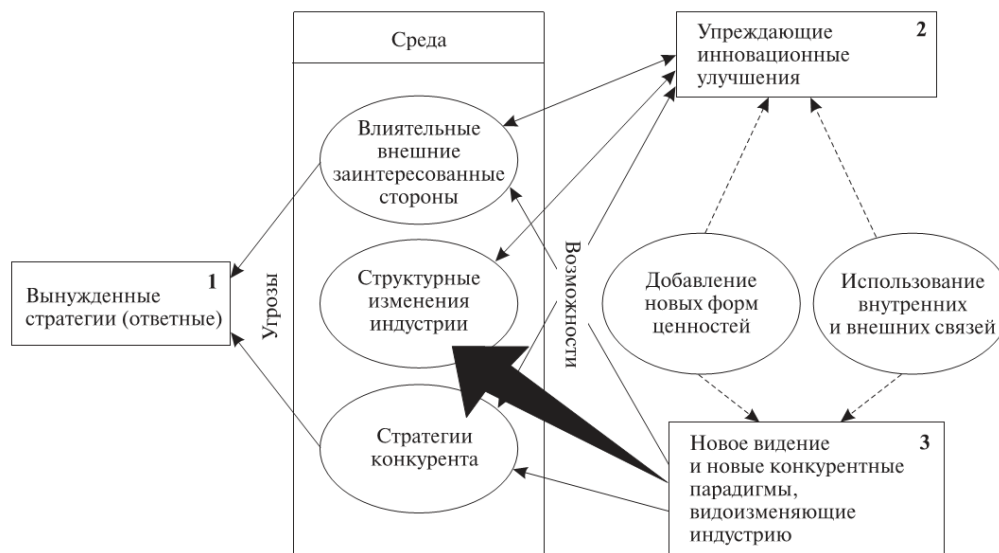 Среда
Влиятельные
внешние
заинтересованные
стороны
Структурные
изменения
индустрии
Стратегии
конкурента
Угрозы
Возможности
1
Вынужденные
стратегии (ответные)
2
Упреждающие
инновационные
улучшения
Добавление
новых форм
ценностей
Использование
внутренних
и внешних связей
3
Новое видение
и новые конкурентные
парадигмы,
видоизменяющие
индустрию